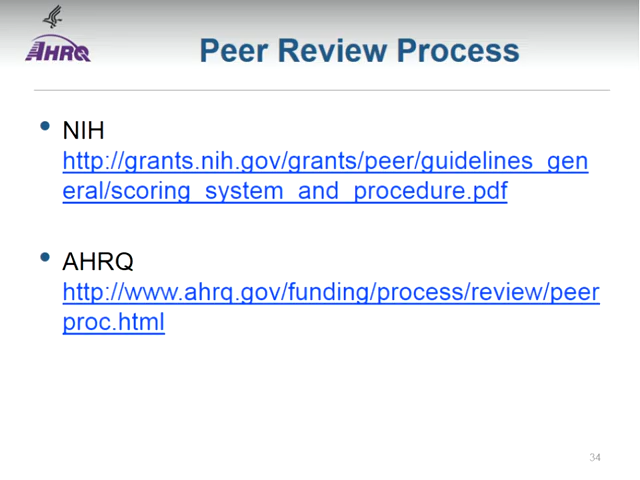 AHRQ
Peer Review Process
• NIH
http://grants.nih.gov/grants/peer/guidelines_gen
eral/scoring_system_and_procedure.pdf
• AHRQ
http://www.ahrq.gov/funding/process/review/peer
proc.html
34